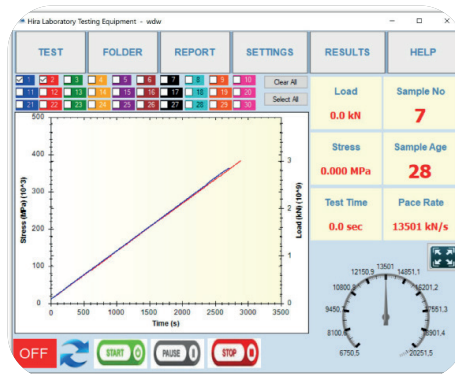 Hira Laboratory Testing Equipment - wdw
TEST FOLDER REPORT SETTINGS RESULTS HELP
1 2 3 4 5 6 7 8 9 10 Clear All
11 12 13 14 15 16 17 18 19 20 Select All
21 22 23 24 25 26 27 28 29 30
Load Sample No
0.0 kN 7
Stress Sample Age
0.000 MPa 28
Test Time Pace Rate
0.0 sec 13501 kN/s
500
400
300
200
100
0
Stress (MPa) (10^3)
3
2
1
0
Load (kN) (10^9)
0 500 1000 1500 2000 2500 3000 3500
Time (s)
13501
12150,9 14851,1
10800,8 16201,2
9450, 17551,3
8100,6 18901,4
6750,5 20251,5
OFF START PAUSE STOP